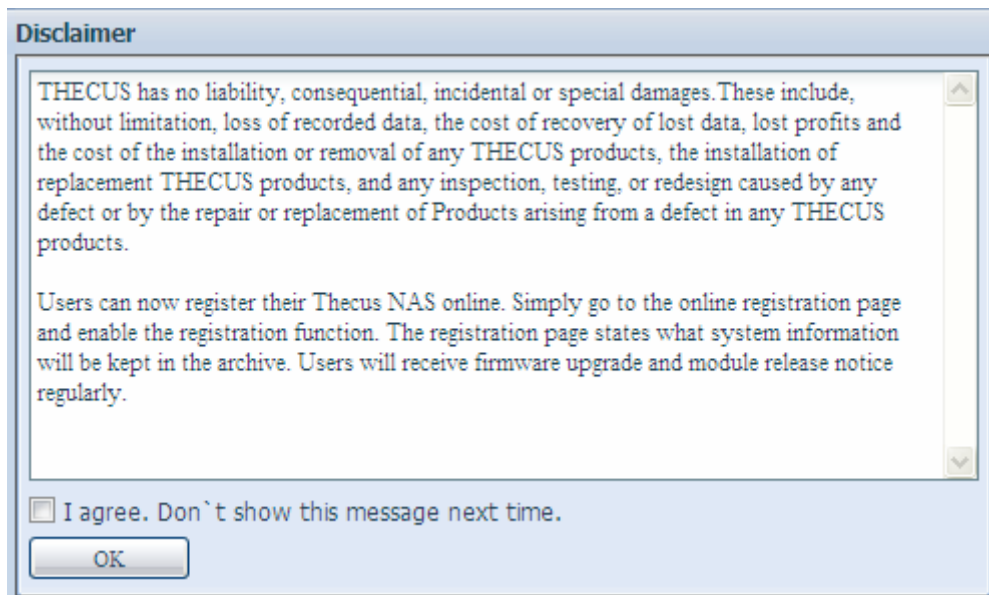 Disclaimer
THECUS has no liability, consequential, incidental or special damages.These include,
without limitation, loss of recorded data, the cost of recovery of lost data, lost profits and
the cost of the installation or removal of any THECUS products, the installation of
replacement THECUS products, and any inspection, testing, or redesign caused by any
defect or by the repair or replacement of Products arising from a defect in any THECUS
products.
Users can now register their Thecus NAS online. Simply go to the online registration page
and enable the registration function. The registration page states what system information
will be kept in the archive. Users will receive firmware upgrade and module release notice
regularly.
I agree. Don`t show this message next time.
OK